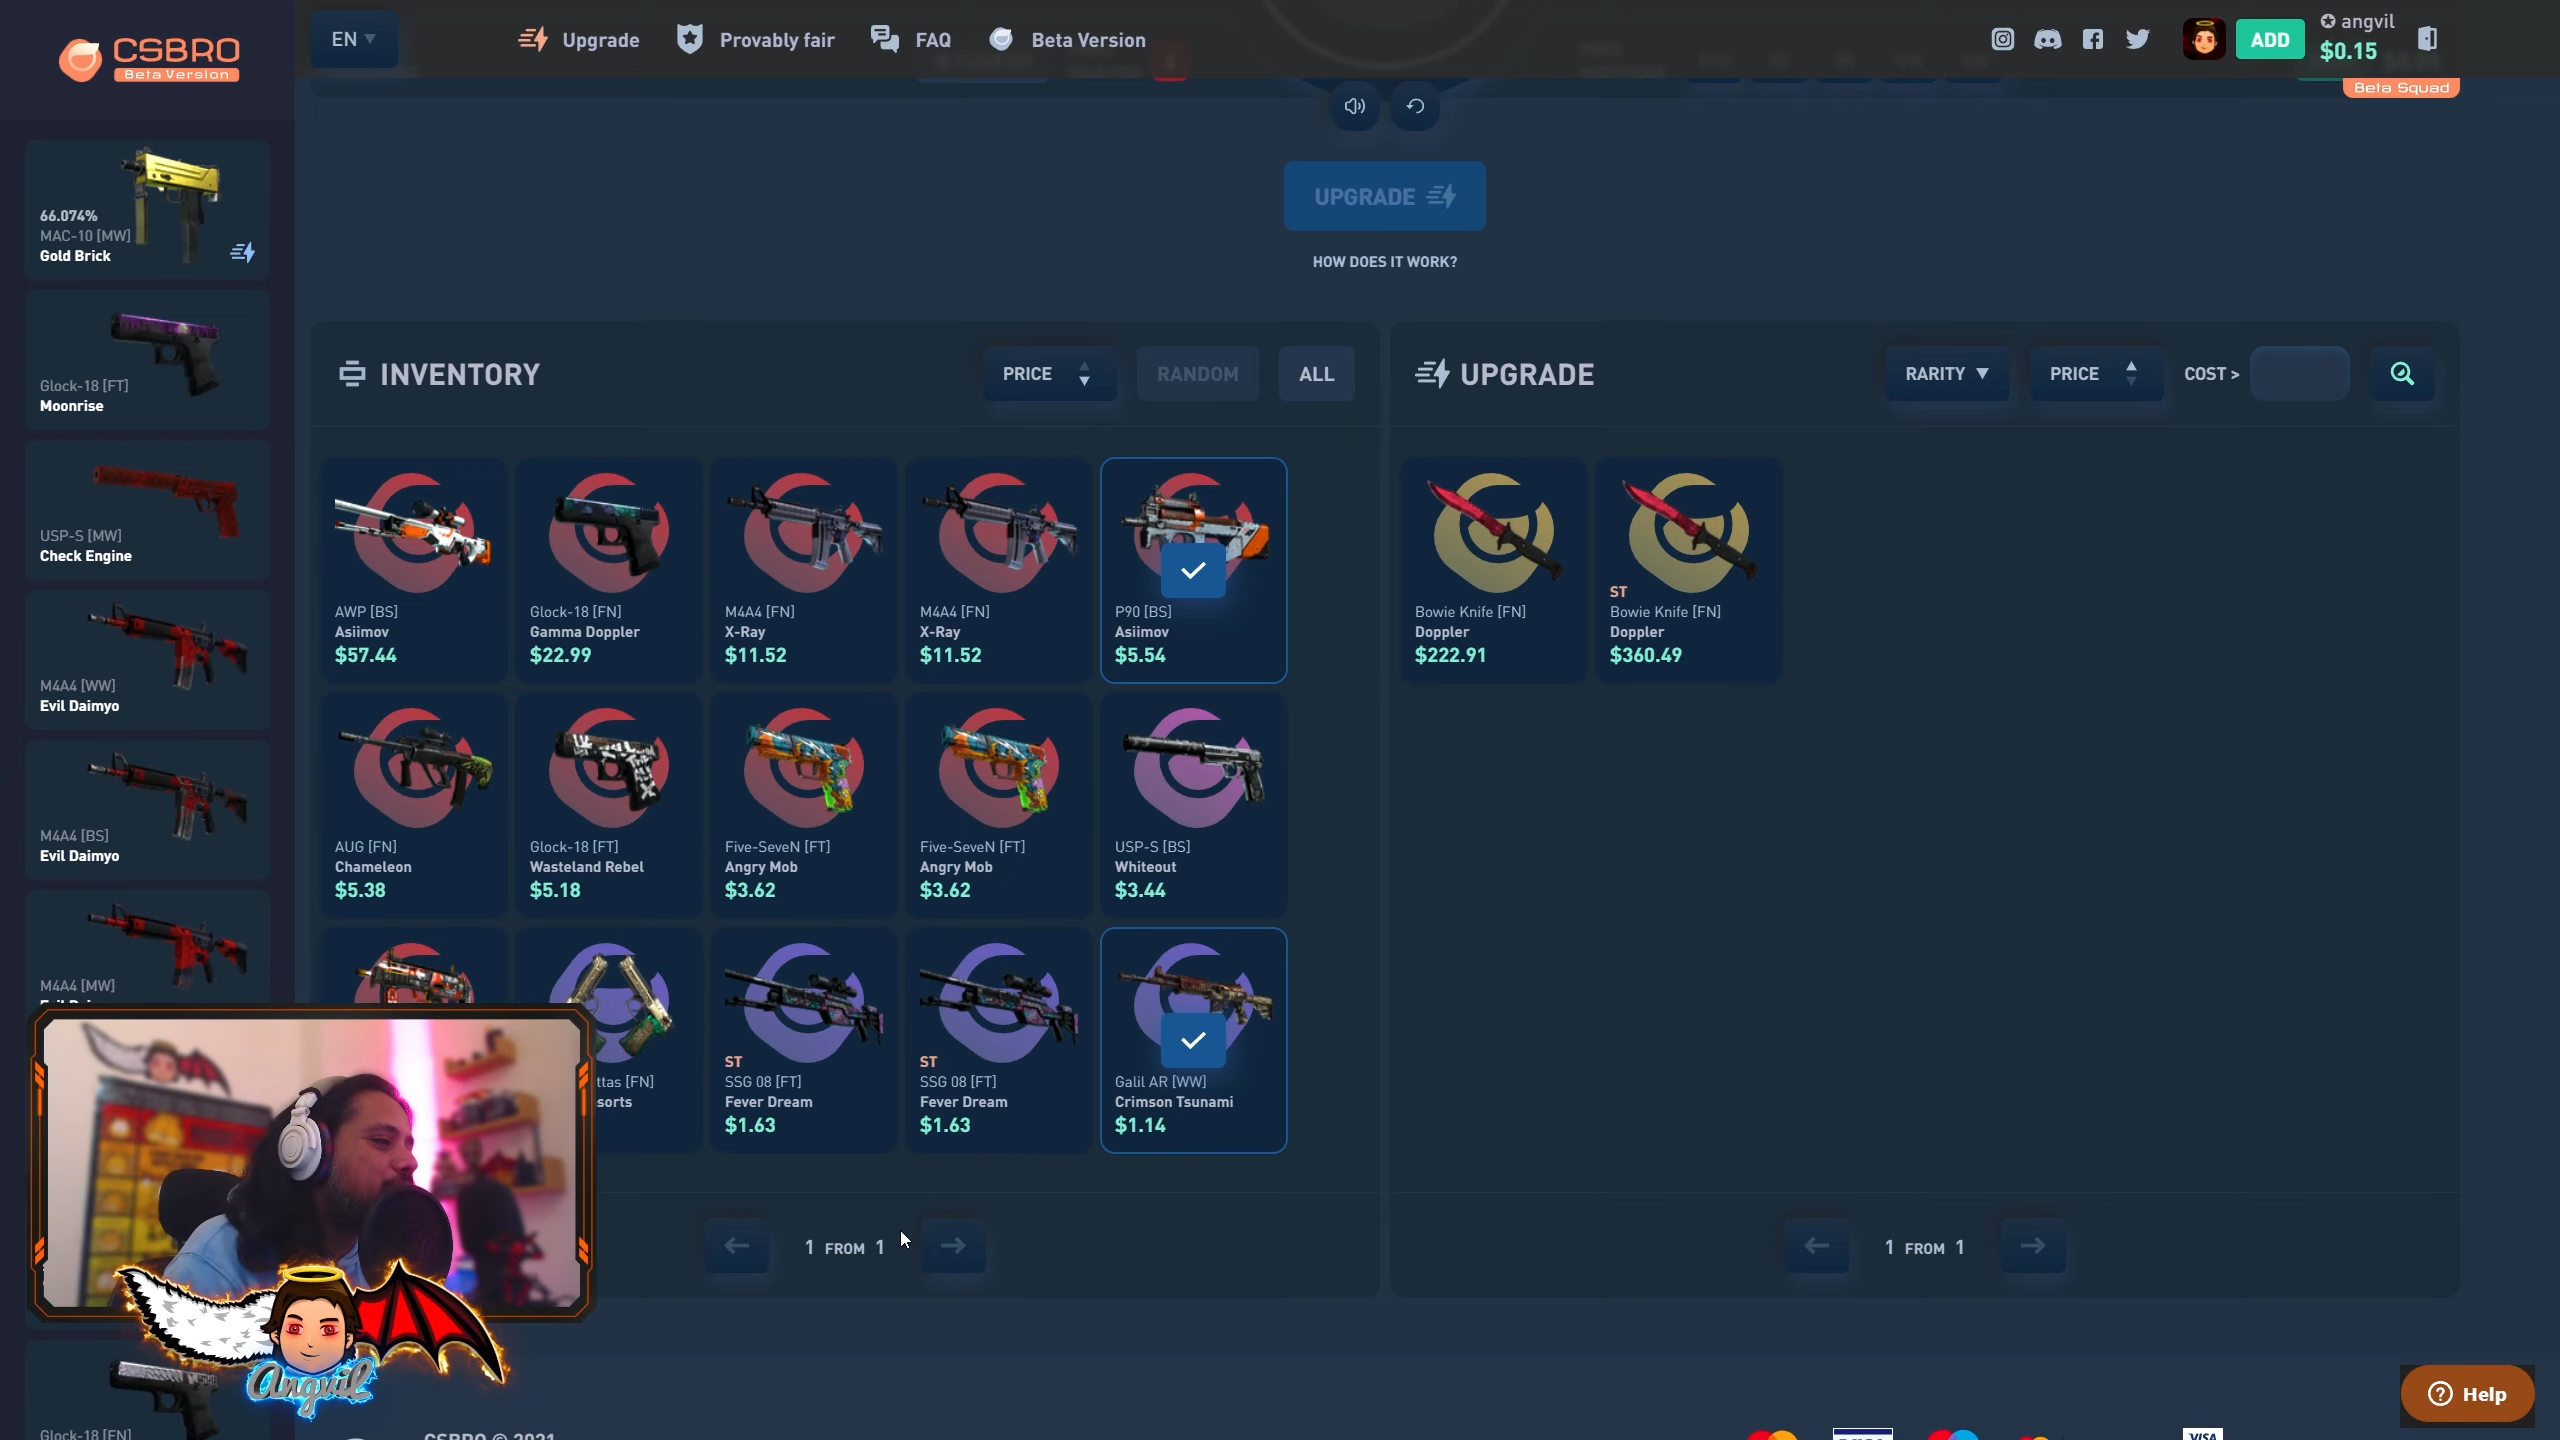 CSBRO
Beta Version
EN
Upgrade
Provably fair
FAQ
Beta Version
ADD
angvil
$0.15
Beta Squad
66.074%
MAC-10 [MW]
Gold Brick
Glock-18 [FT]
Moonrise
USP-S [MW]
Check Engine
M4A4 [WW]
Evil Daimyo
M4A4 [BS]
Evil Daimyo
M4A4 [MW]
Glock-18 [FN]
UPGRADE
HOW DOES IT WORK?
INVENTORY
PRICE
RANDOM
ALL
AWP [BS]
Asiimov
$57.44
Glock-18 [FN]
Gamma Doppler
$22.99
M4A4 [FN]
X-Ray
$11.52
M4A4 [FN]
X-Ray
$11.52
P90 [BS]
Asiimov
$5.54
AUG [FN]
Chameleon
$5.38
Glock-18 [FT]
Wasteland Rebel
$5.18
Five-SeveN [FT]
Angry Mob
$3.62
Five-SeveN [FT]
Angry Mob
$3.62
USP-S [BS]
Whiteout
$3.44
ttas [FN]
sorts
ST
SSG 08 [FT]
Fever Dream
$1.63
ST
SSG 08 [FT]
Fever Dream
$1.63
Galil AR [WW]
Crimson Tsunami
$1.14
1 FROM 1
UPGRADE
RARITY
PRICE
COST >
Bowie Knife [FN]
Doppler
$222.91
ST
Bowie Knife [FN]
Doppler
$360.49
1 FROM 1
Angvil
CSBRO © 2021
VISA
Help